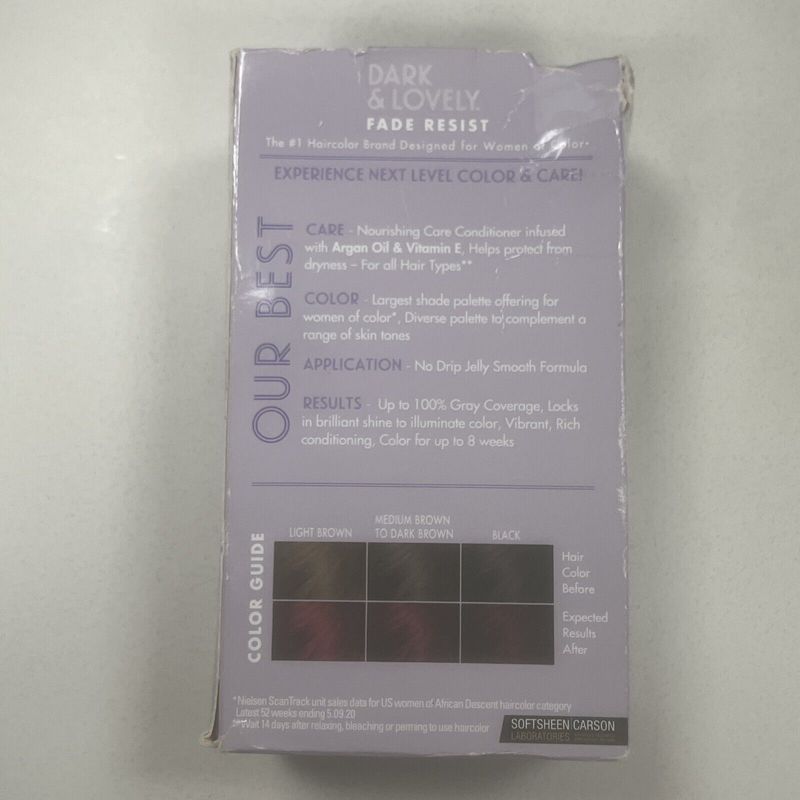 DARK
& LOVELY.
FADE RESIST
The #1 Haircolor Brand Designed for Women of Color*
EXPERIENCE NEXT LEVEL COLOR & CARE!
OUR BEST
CARE - Nourishing Care Conditioner infused
with Argan Oil & Vitamin E, Helps protect from
dryness – For all Hair Types**
COLOR - Largest shade palette offering for
women of color*, Diverse palette to complement a
range of skin tones
APPLICATION - No Drip Jelly Smooth Formula
RESULTS - Up to 100% Gray Coverage, Locks
in brilliant shine to illuminate color, Vibrant, Rich
conditioning, Color for up to 8 weeks
COLOR GUIDE
LIGHT BROWN
MEDIUM BROWN
TO DARK BROWN
BLACK
Hair
Color
Before
Expected
Results
After
*Nielsen ScanTrack unit sales data for US women of African Descent haircolor category
Latest 52 weeks ending 5.09.20
**Wait 14 days after relaxing, bleaching or perming to use haircolor
SOFTSHEEN CARSON
LABORATORIES